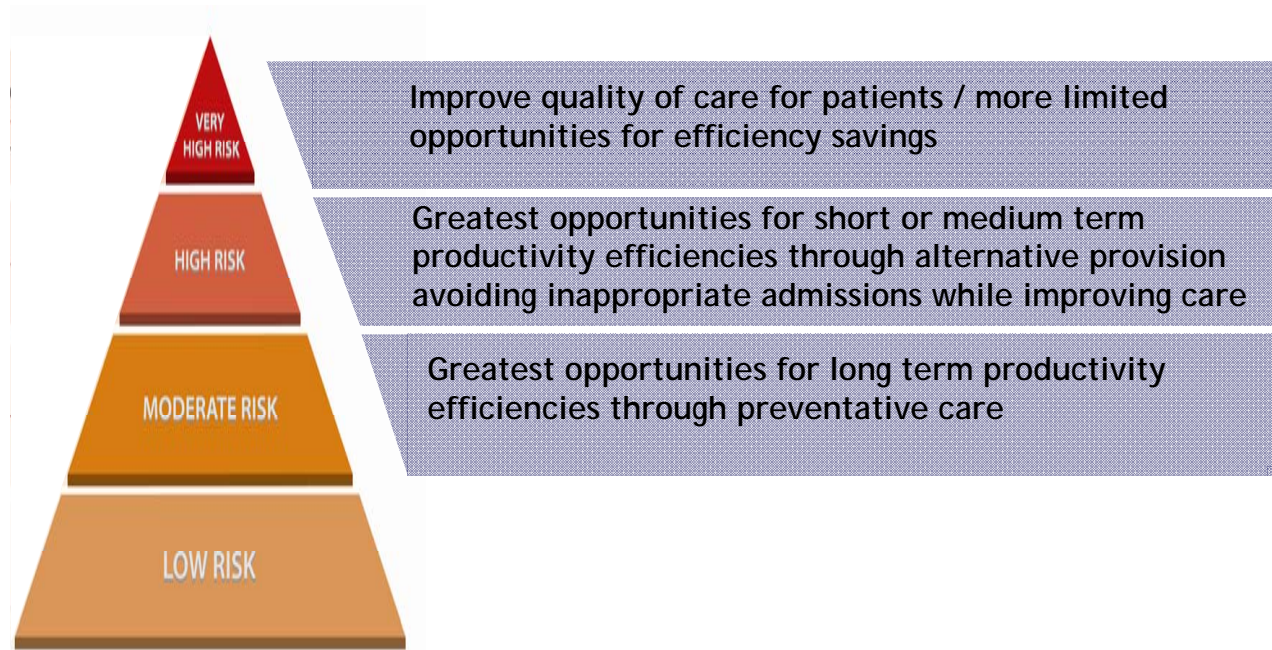 VERY
HIGH RISK
Improve quality of care for patients / more limited
opportunities for efficiency savings
HIGH RISK
Greatest opportunities for short or medium term
productivity efficiencies through alternative provision
avoiding inappropriate admissions while improving care
MODERATE RISK
Greatest opportunities for long term productivity
efficiencies through preventative care
LOW RISK